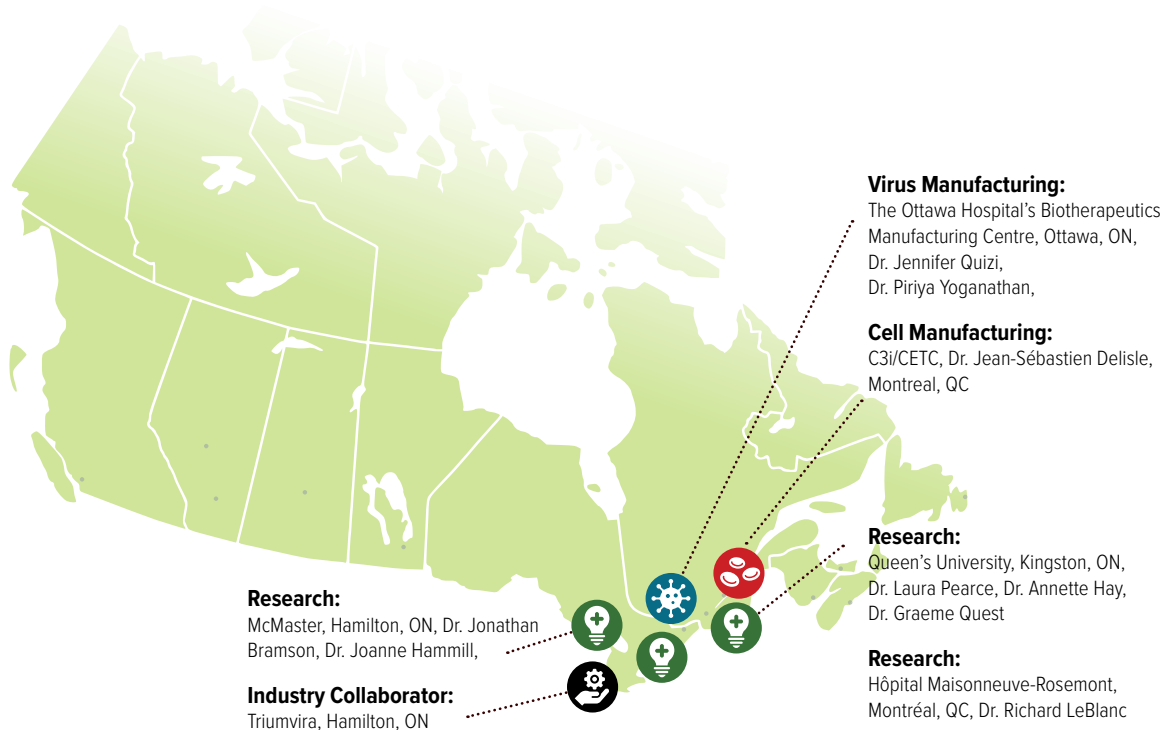 Virus Manufacturing:
The Ottawa Hospital's Biotherapeutics
Manufacturing Centre, Ottawa, ON,
Dr. Jennifer Quizi,
Dr. Piriya Yoganathan,
Cell Manufacturing:
C3i/CETC, Dr. Jean-Sébastien Delisle,
Montreal, QC
Research:
Queen's University, Kingston, ON,
Dr. Laura Pearce, Dr. Annette Hay,
Dr. Graeme Quest
Research:
Hôpital Maisonneuve-Rosemont,
Montréal, QC, Dr. Richard LeBlanc
Research:
McMaster, Hamilton, ON, Dr. Jonathan
Bramson, Dr. Joanne Hammill,
Industry Collaborator:
Triumvira, Hamilton, ON